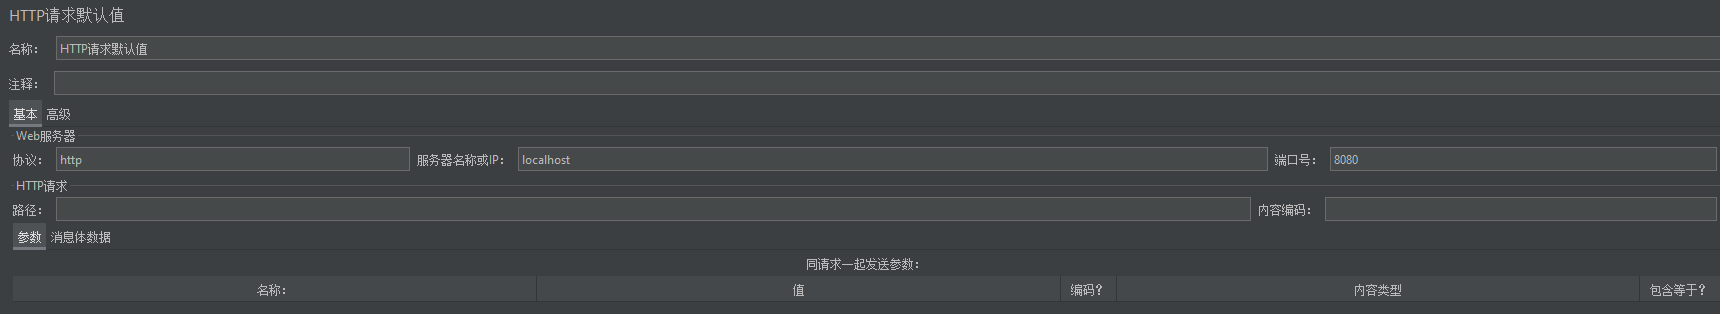 HTTP请求默认值
名称： HTTP请求默认值
注释：
基本 高级
Web服务器
协议： http 服务器名称或IP： localhost 端口号： 8080
HTTP请求
路径： 内容编码：
参数 消息体数据
同请求一起发送参数：
名称： 值 编码？ 内容类型 包含等于？